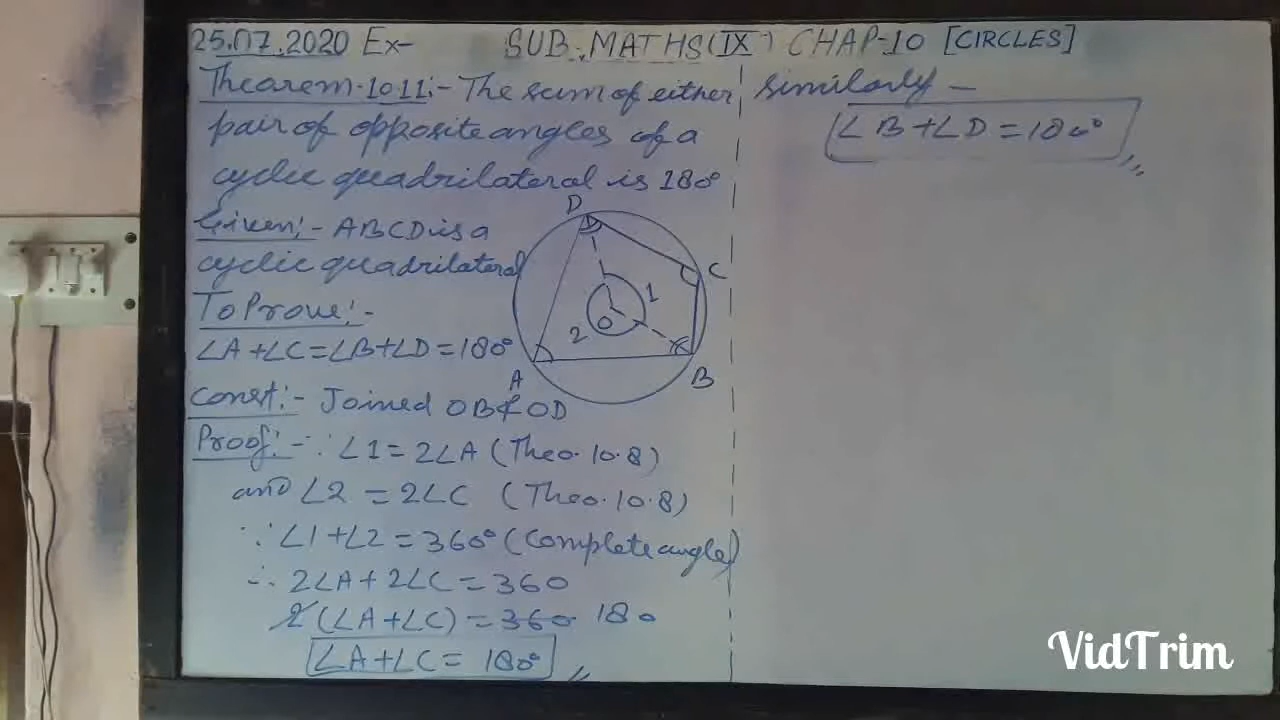 25.07.2020 Ex- SUB:. MATHS(IX) CHAP-10 [CIRCLES]
Thearem.10.11:- The sum of either
pair of opposite angles of a
cyclic quadrilateral is 180°
Given:- ABCD is a
cyclic quadrilateral
To Prove:-
∠A+∠C=∠B+∠D=180°
Const:- Joined OB & OD
Proof:- ∵ ∠1=2∠A (Theo.10.8)
and ∠2 = 2∠C (Theo.10.8)
∵ ∠1+∠2=360° (Complete angle)
∴ 2∠A+2∠C=360
2(∠A+∠C)=360 180
∠A+∠C= 180°
D
C
1
O
2
A
B
similarly -
∠B+∠D=180°
VidTrim